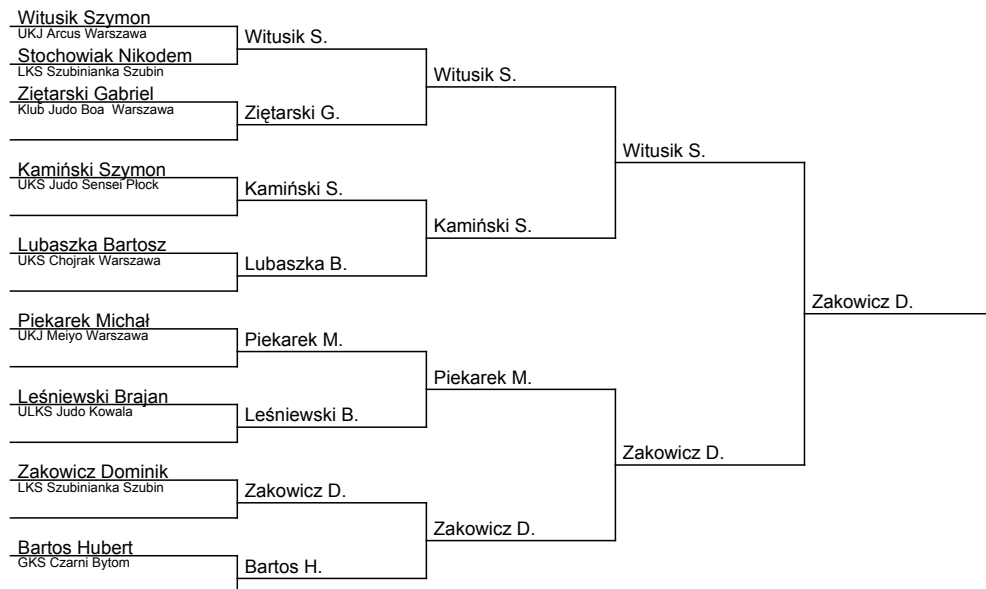 Witusik Szymon
UKJ Arcus Warszawa
Stochowiak Nikodem
LKS Szubinianka Szubin
Ziętarski Gabriel
Klub Judo Boa  Warszawa
Kamiński Szymon
UKS Judo Sensei Płock
Lubaszka Bartosz
UKS Chojrak Warszawa
Piekarek Michał
UKJ Meiyo Warszawa
Leśniewski Brajan
ULKS Judo Kowala
Zakowicz Dominik
LKS Szubinianka Szubin
Bartos Hubert
GKS Czarni Bytom
Witusik S.
Ziętarski G.
Kamiński S.
Lubaszka B.
Piekarek M.
Leśniewski B.
Zakowicz D.
Bartos H.
Witusik S.
Kamiński S.
Piekarek M.
Zakowicz D.
Witusik S.
Zakowicz D.
Zakowicz D.